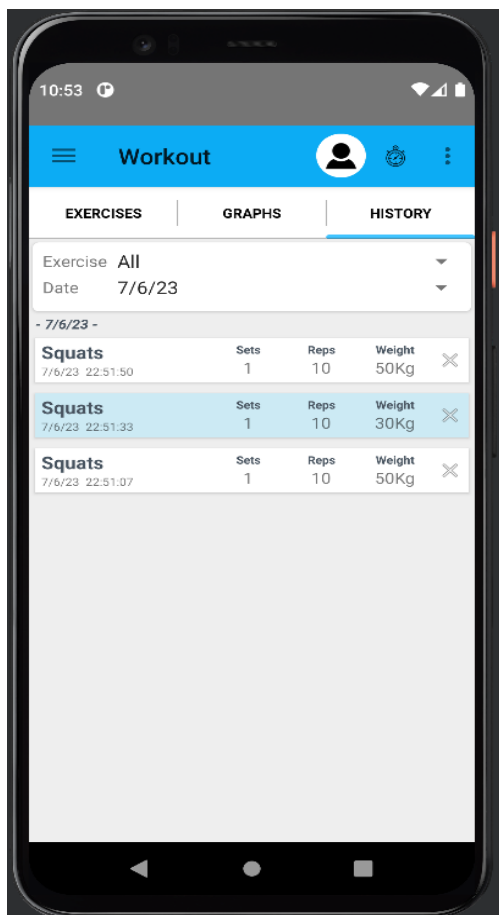 10:53
Workout
EXERCISES GRAPHS HISTORY
Exercise All
Date 7/6/23
- 7/6/23 -
Squats Sets Reps Weight
7/6/23 22:51:50 1 10 50Kg
Squats Sets Reps Weight
7/6/23 22:51:33 1 10 30Kg
Squats Sets Reps Weight
7/6/23 22:51:07 1 10 50Kg